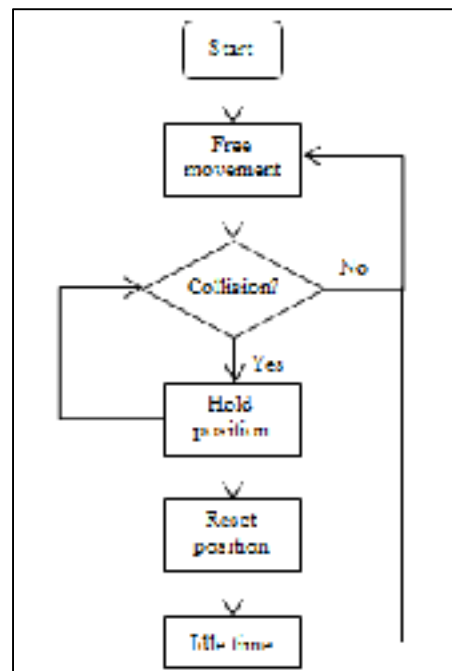 Start
Free
movement
Collision?
No
Yes
Hold
position
Reset
position
Idle time